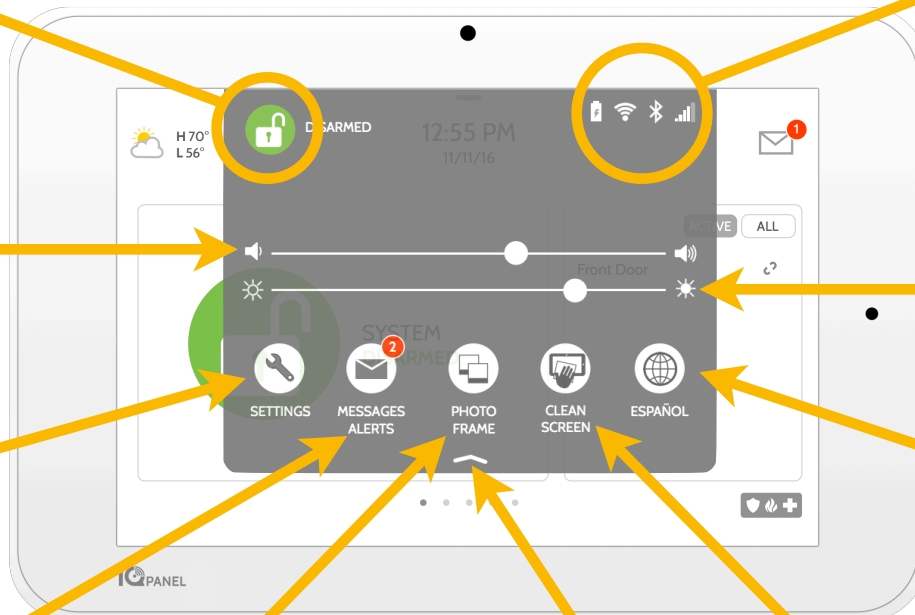 H 70°
L 56°
DISARMED
12:55 PM
11/11/16
1
ACTIVE
ALL
Front Door
SYSTEM
DISARMED
2
SETTINGS
MESSAGES
ALERTS
PHOTO
FRAME
CLEAN
SCREEN
ESPAÑOL
IQ PANEL